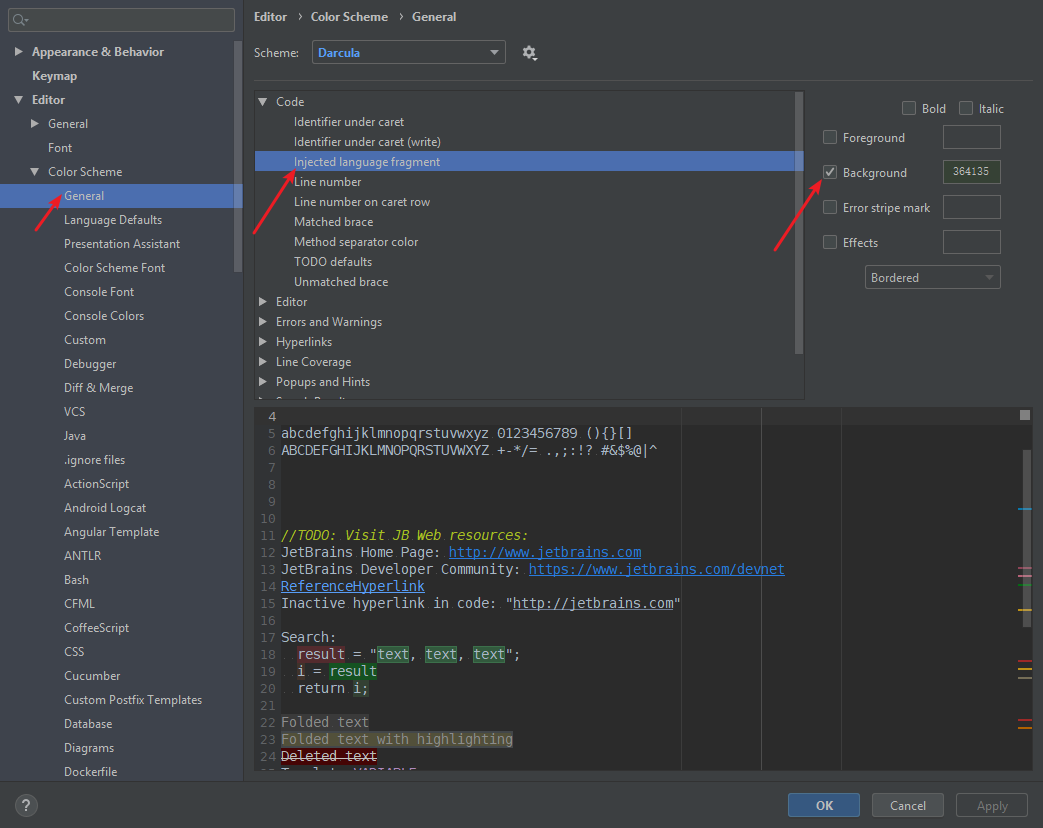 Appearance & Behavior
Keymap
Editor
General
Font
Color Scheme
General
Language Defaults
Presentation Assistant
Color Scheme Font
Console Font
Console Colors
Custom
Debugger
Diff & Merge
VCS
Java
.ignore files
ActionScript
Android Logcat
Angular Template
ANTLR
Bash
CFML
CoffeeScript
CSS
Cucumber
Custom Postfix Templates
Database
Diagrams
Dockerfile
Editor › Color Scheme › General
Scheme: Darcula
Code
Identifier under caret
Identifier under caret (write)
Injected language fragment
Line number
Line number on caret row
Matched brace
Method separator color
TODO defaults
Unmatched brace
Editor
Errors and Warnings
Hyperlinks
Line Coverage
Popups and Hints
Bold Italic
Foreground
Background 364135
Error stripe mark
Effects
Bordered
4
5 abcdefghijklmnopqrstuvwxyz 0123456789 (){}[]
6 ABCDEFGHIJKLMNOPQRSTUVWXYZ +-*/= .,;:!? #&$%@|^
7
8
9
10
11 //TODO: Visit JB Web resources:
12 JetBrains Home Page: http://www.jetbrains.com
13 JetBrains Developer Community: https://www.jetbrains.com/devnet
14 ReferenceHyperlink
15 Inactive hyperlink in code: "http://jetbrains.com"
16
17 Search:
18 result = "text, text, text";
19 i = result
20 return i;
21
22 Folded text
23 Folded text with highlighting
24 Deleted text
?
OK Cancel Apply